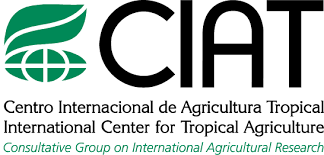 CIAT
Centro Internacional de Agricultura Tropical
International Center for Tropical Agriculture
Consultative Group on International Agricultural Research